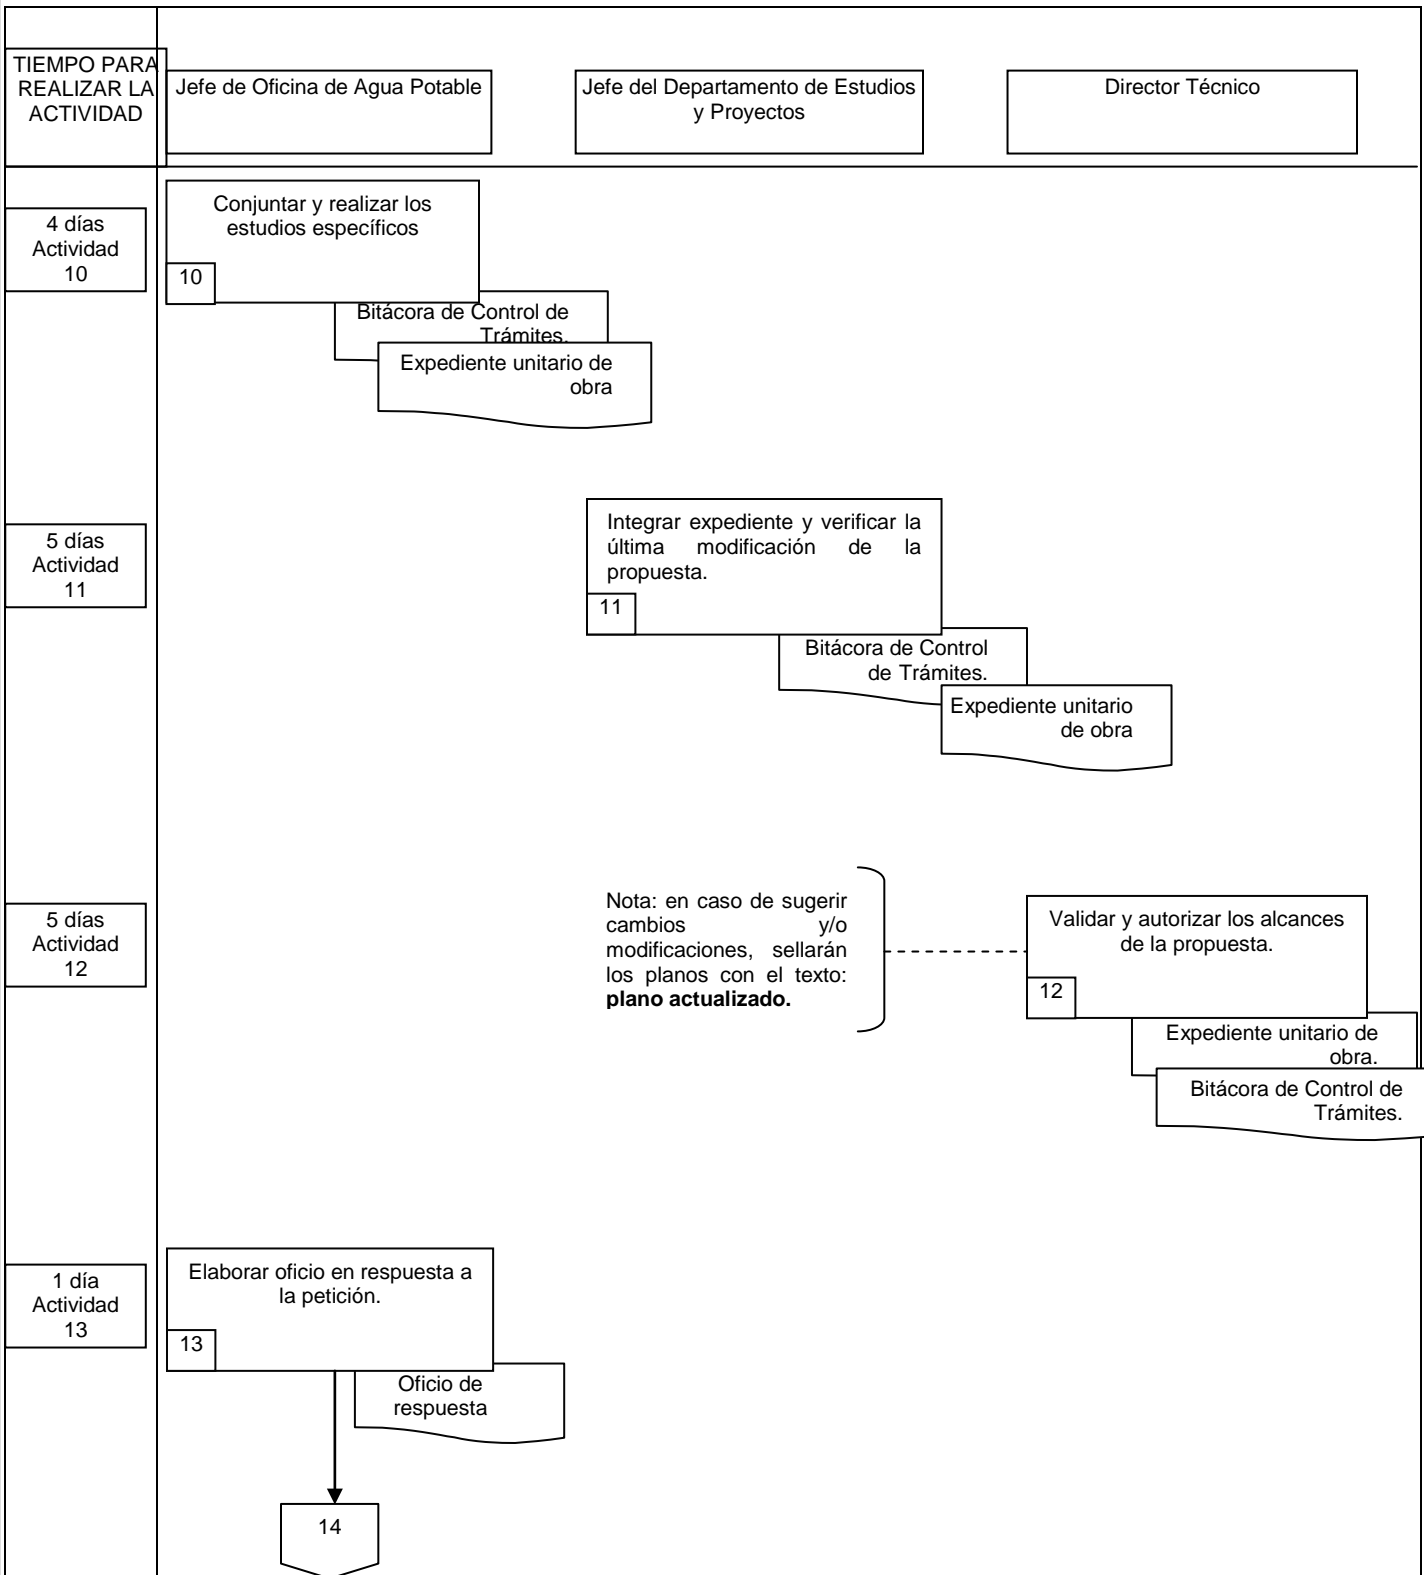 TIEMPO PARA
REALIZAR LA
ACTIVIDAD
Jefe de Oficina de Agua Potable
Jefe del Departamento de Estudios
y Proyectos
Director Técnico
4 días
Actividad
10
Conjuntar y realizar los
estudios específicos
10
Bitácora de Control de
Trámites.
Expediente unitario de
obra
5 días
Actividad
11
Integrar expediente y verificar la
última modificación de la
propuesta.
11
Bitácora de Control
de Trámites.
Expediente unitario
de obra
5 días
Actividad
12
Nota: en caso de sugerir
cambios y/o
modificaciones, sellarán
los planos con el texto:
plano actualizado.
Validar y autorizar los alcances
de la propuesta.
12
Expediente unitario de
obra.
Bitácora de Control de
Trámites.
1 día
Actividad
13
Elaborar oficio en respuesta a
la petición.
13
Oficio de
respuesta
14